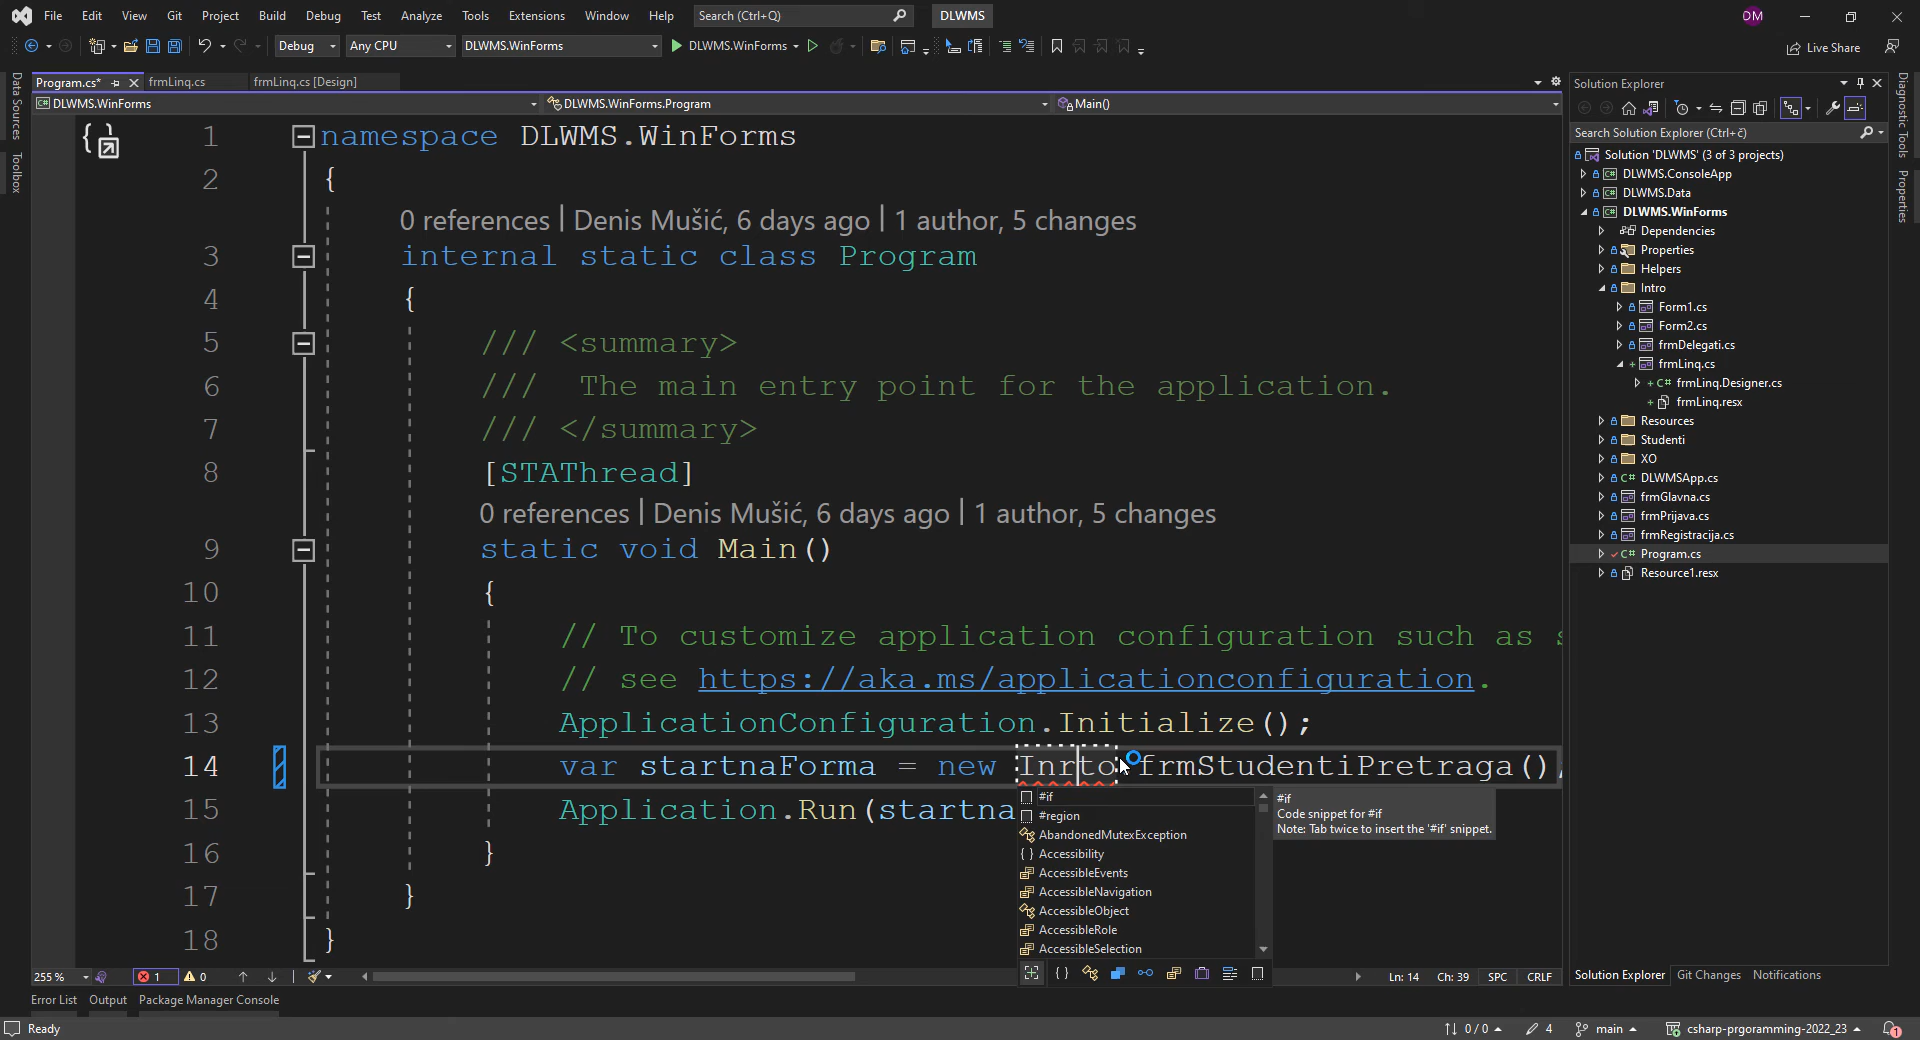 File Edit View Git Project Build Debug Test Analyze Tools Extensions Window Help Search (Ctrl+Q) DLWMS DM
Debug Any CPU DLWMS.WinForms DLWMS.WinForms Live Share
Program.cs* frmLinq.cs frmLinq.cs [Design]
DLWMS.WinForms DLWMS.WinForms.Program Main()
Data Sources
Toolbox
1 namespace DLWMS.WinForms
2 {
0 references | Denis Mušić, 6 days ago | 1 author, 5 changes
3 internal static class Program
4 {
5 /// <summary>
6 /// The main entry point for the application.
7 /// </summary>
8 [STAThread]
0 references | Denis Mušić, 6 days ago | 1 author, 5 changes
9 static void Main()
10 {
11 // To customize application configuration such as s
12 // see https://aka.ms/applicationconfiguration.
13 ApplicationConfiguration.Initialize();
14 var startnaForma = new Inrto frmStudentiPretraga();
15 Application.Run(startna
16 }
17 }
18 }
#if
#region
AbandonedMutexException
{ } Accessibility
AccessibleEvents
AccessibleNavigation
AccessibleObject
AccessibleRole
AccessibleSelection
#if
Code snippet for #if
Note: Tab twice to insert the '#if' snippet.
255 % 1 0 Ln: 14 Ch: 39 SPC CRLF
Error List Output Package Manager Console
Solution Explorer
Search Solution Explorer (Ctrl+č)
Solution 'DLWMS' (3 of 3 projects)
DLWMS.ConsoleApp
DLWMS.Data
DLWMS.WinForms
Dependencies
Properties
Helpers
Intro
Form1.cs
Form2.cs
frmDelegati.cs
frmLinq.cs
frmLinq.Designer.cs
frmLinq.resx
Resources
Studenti
XO
DLWMSApp.cs
frmGlavna.cs
frmPrijava.cs
frmRegistracija.cs
Program.cs
Resource1.resx
Solution Explorer Git Changes Notifications
Diagnostic Tools
Properties
Ready 0 / 0 4 main csharp-prgoramming-2022_23 1